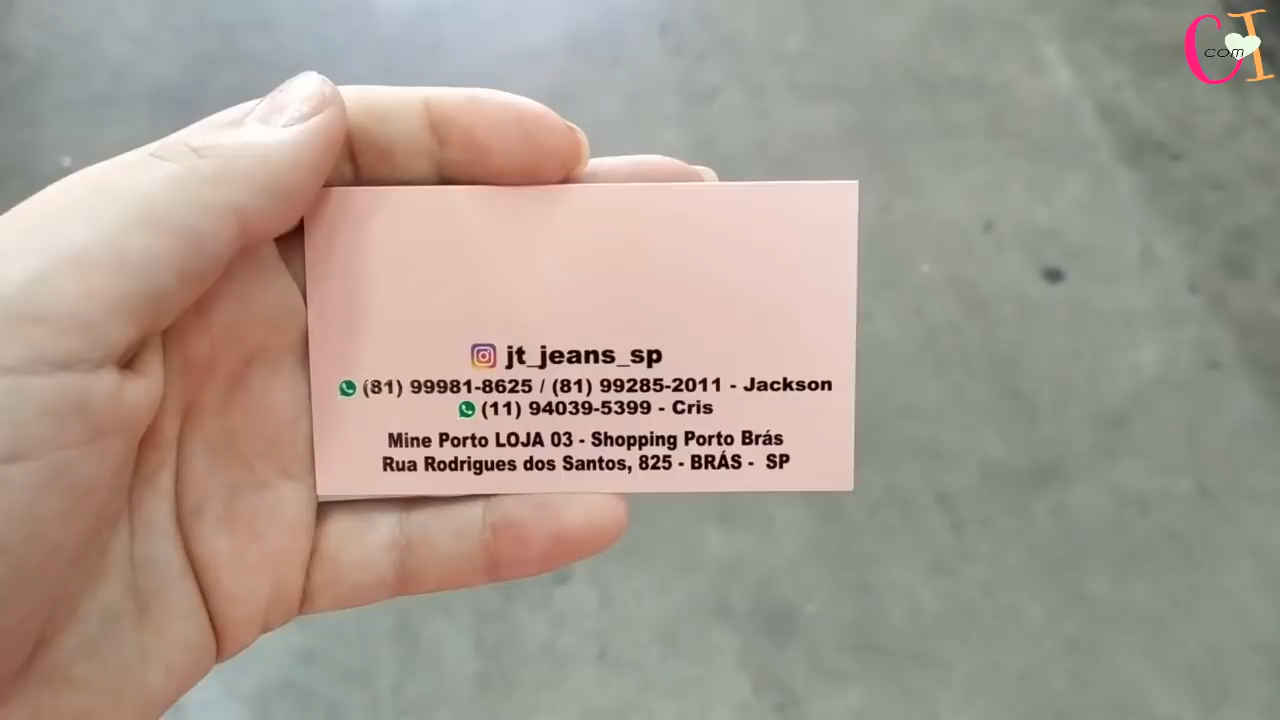 C com I
jt_jeans_sp
(81) 99981-8625 / (81) 99285-2011 - Jackson
(11) 94039-5399 - Cris
Mine Porto LOJA 03 - Shopping Porto Brás
Rua Rodrigues dos Santos, 825 - BRÁS - SP